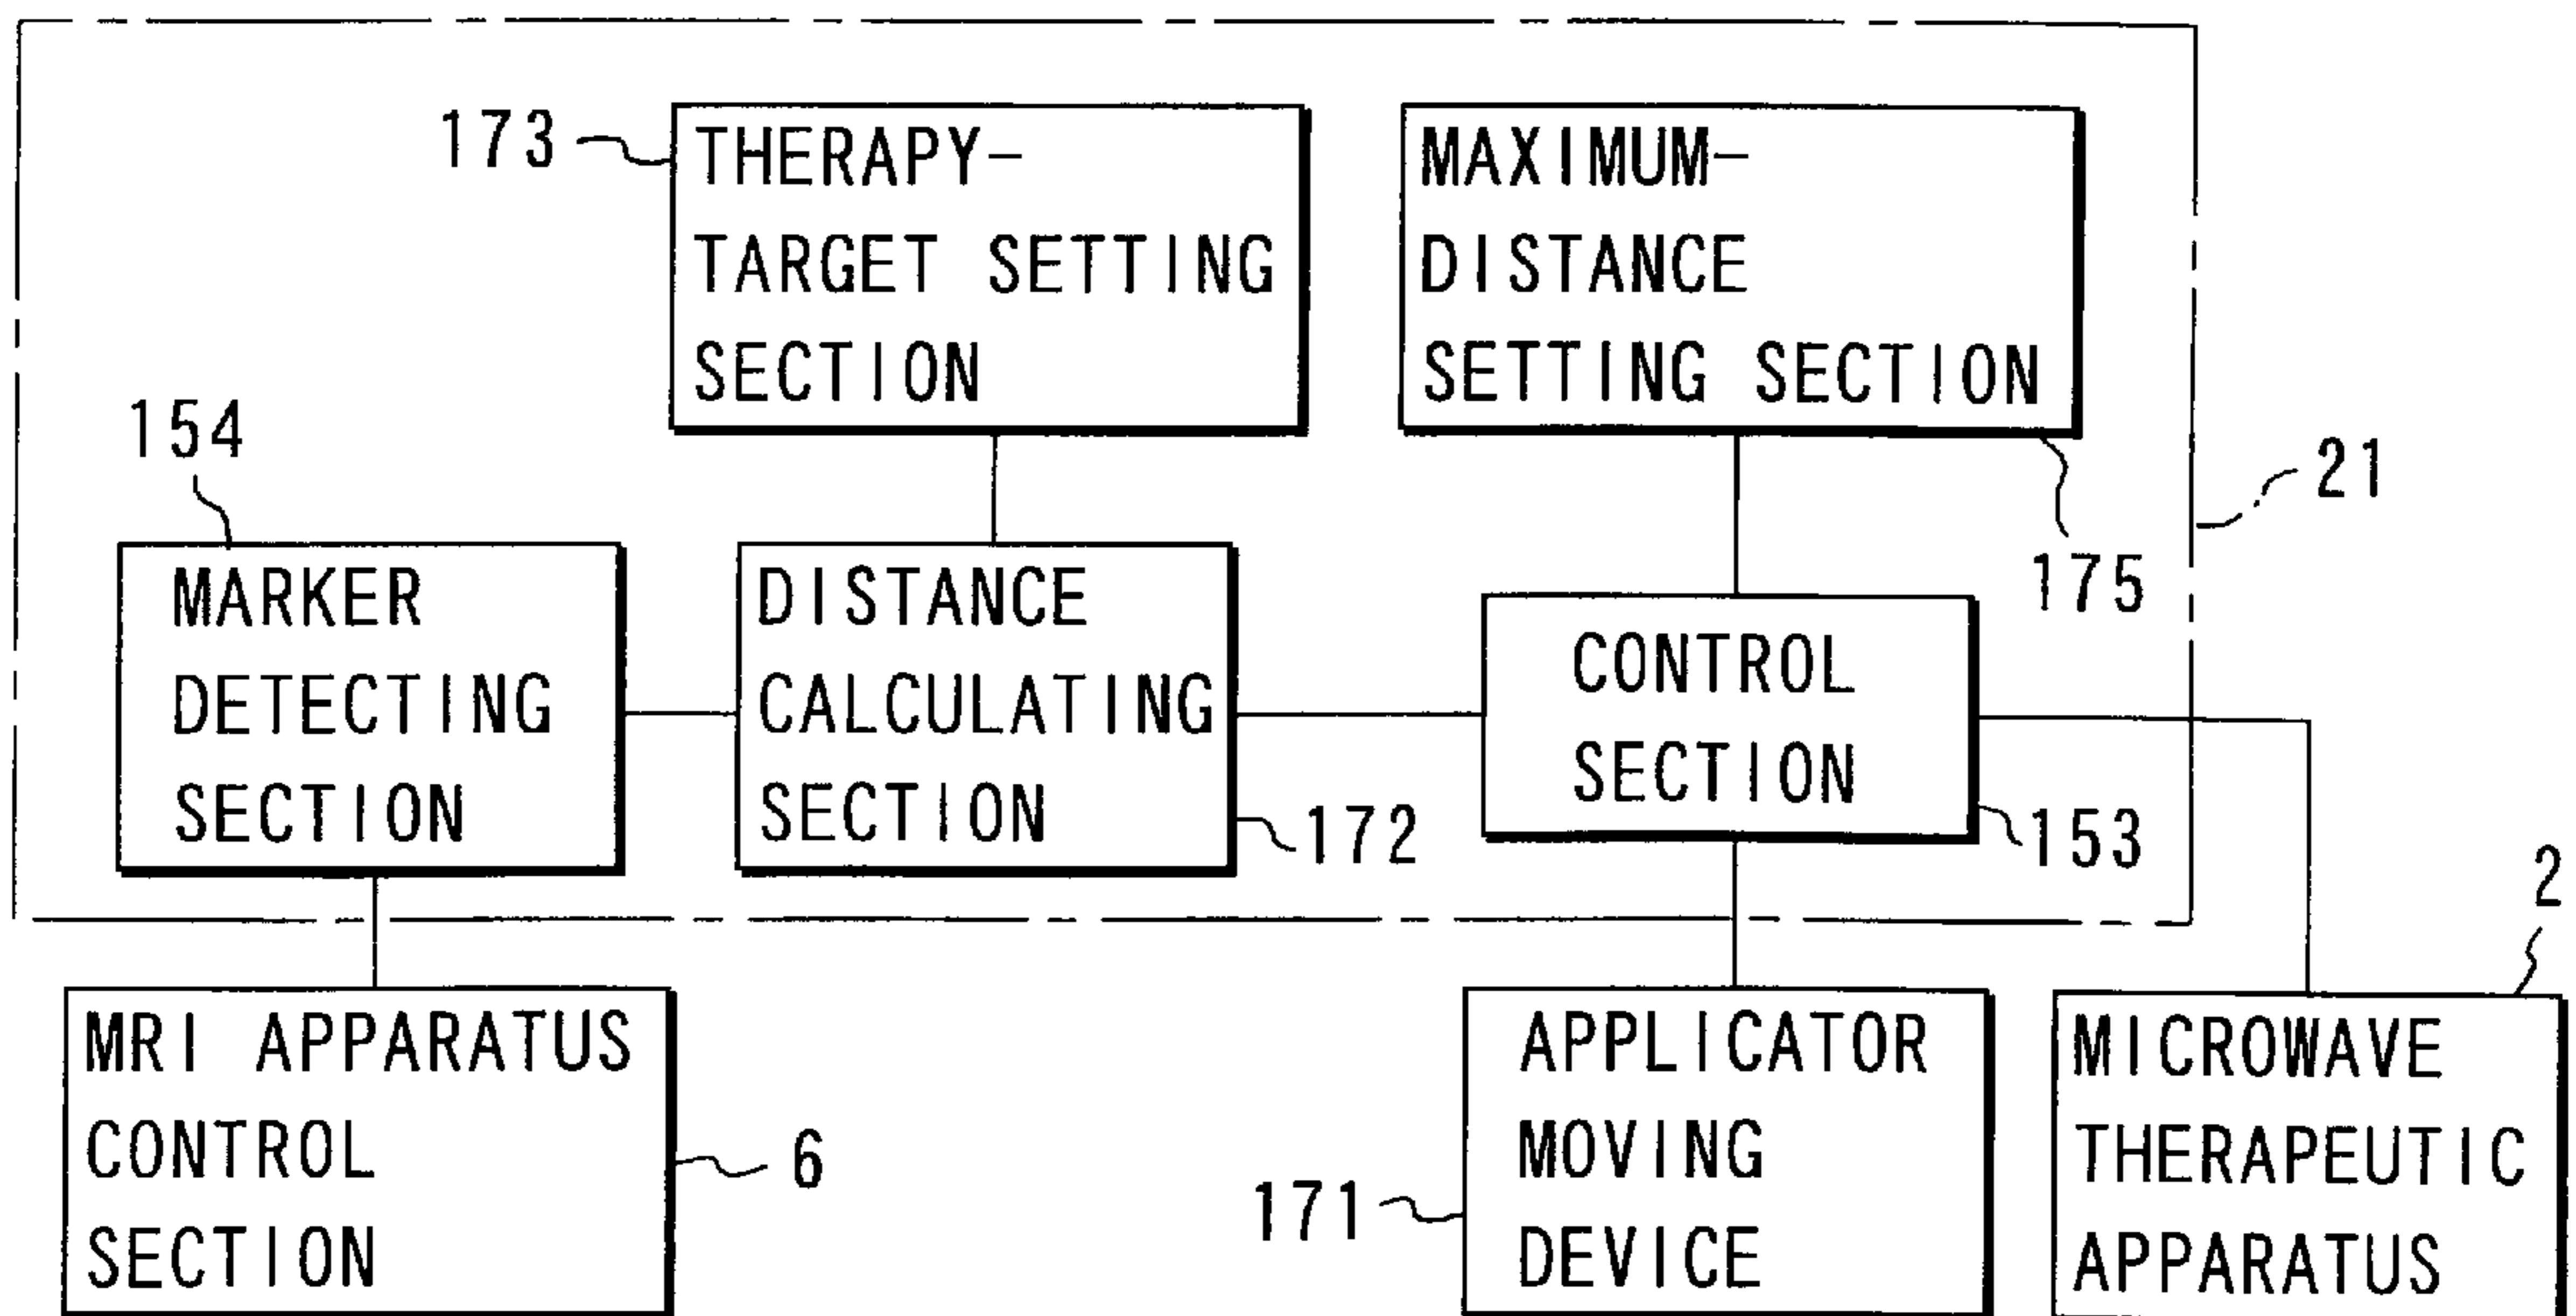 173
THERAPY-
TARGET SETTING
SECTION
MAXIMUM-
DISTANCE
SETTING SECTION
154
21
175
MARKER
DETECTING
SECTION
DISTANCE
CALCULATING
SECTION
172
CONTROL
SECTION
153
2
MRI APPARATUS
CONTROL
SECTION
6
171
APPLICATOR
MOVING
DEVICE
MICROWAVE
THERAPEUTIC
APPARATUS